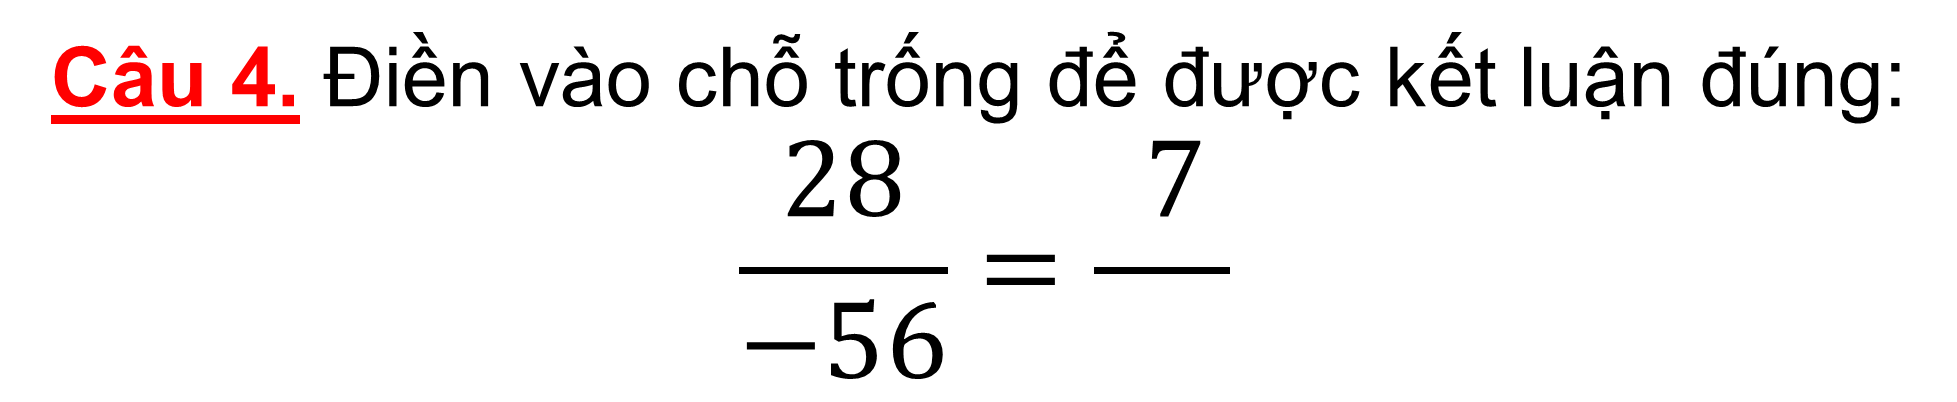 Câu 4. Điền vào chỗ trống để được kết luận đúng:
28 7
=
−56